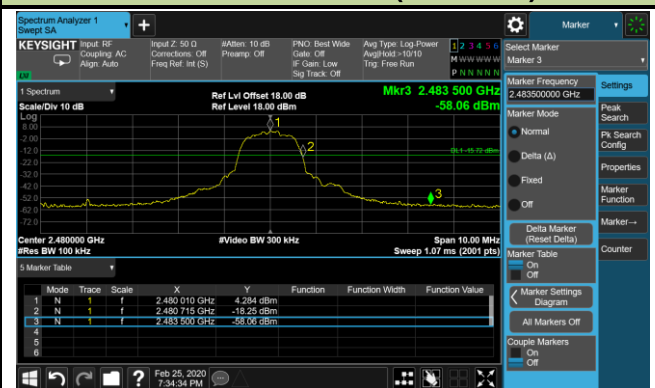 Spectrum Analyzer 1
Swept SA
+
Marker
KEYSIGHT
Input: RF
Coupling: AC
Align: Auto
Input Z: 50 Ω
Corrections: Off
Freq Ref: Int (S)
#Atten: 10 dB
Preamp: Off
PNO: Best Wide
Gate: Off
IF Gain: Low
Sig Track: Off
Avg Type: Log-Power
Avg|Hold:>10/10
Trig: Free Run
1 2 3 4 5 6
M W W W W W
P N N N N N
LXI
Select Marker
Marker 3
1 Spectrum
Scale/Div 10 dB
Ref Lvl Offset 18.00 dB
Ref Level 18.00 dBm
Mkr3 2.483 500 GHz
-58.06 dBm
Log
8.00
-2.00
-12.0
-22.0
-32.0
-42.0
-52.0
-62.0
-72.0
1
2
3
DL1 -15.72 dBm
Center 2.480000 GHz
#Res BW 100 kHz
#Video BW 300 kHz
Span 10.00 MHz
Sweep 1.07 ms (2001 pts)
5 Marker Table
Mode Trace Scale X Y Function Function Width Function Value
1 N 1 f 2.480 010 GHz 4.284 dBm
2 N 1 f 2.480 715 GHz -18.25 dBm
3 N 1 f 2.483 500 GHz -58.06 dBm
4
5
6
Marker Frequency
2.483500000 GHz
Marker Mode
Normal
Delta (Δ)
Fixed
Off
Delta Marker
(Reset Delta)
Marker Table
On
Off
Marker Settings
Diagram
All Markers Off
Couple Markers
On
Off
Settings
Peak
Search
Pk Search
Config
Properties
Marker
Function
Marker→
Counter
?
Feb 25, 2020
7:34:34 PM